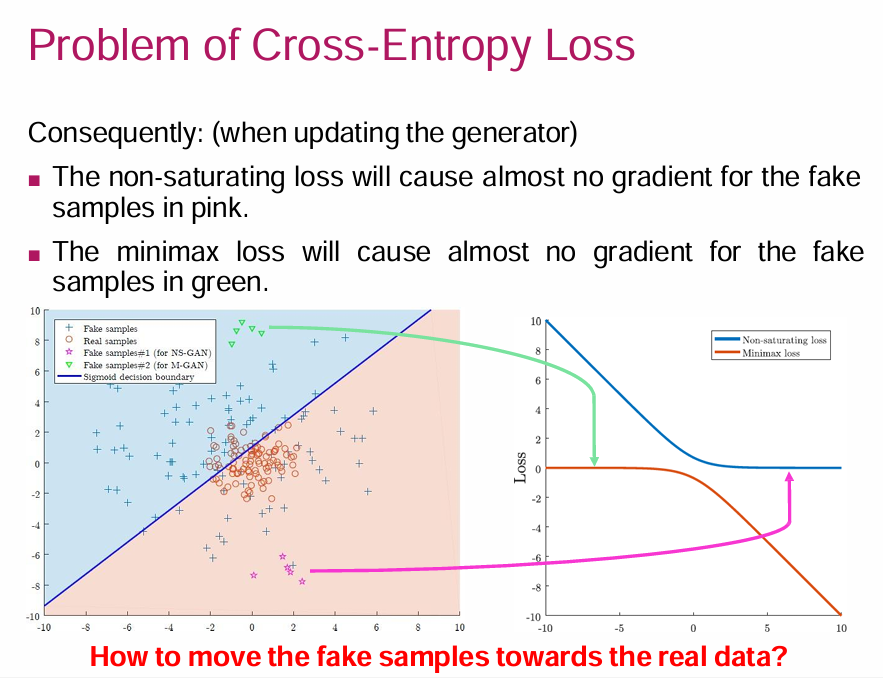 Problem of Cross-Entropy Loss
Consequently: (when updating the generator)
■ The non-saturating loss will cause almost no gradient for the fake
samples in pink.
■ The minimax loss will cause almost no gradient for the fake
samples in green.
10
8
6
4
2
0
-2
-4
-6
-8
-10
-10 -8 -6 -4 -2 0 2 4 6 8 10
Fake samples
Real samples
Fake samples#1 (for NS-GAN)
Fake samples#2 (for M-GAN)
Sigmoid decision boundary
Loss
10
8
6
4
2
0
-2
-4
-6
-8
-10
-10 -5 0 5 10
Non-saturating loss
Minimax loss
How to move the fake samples towards the real data?